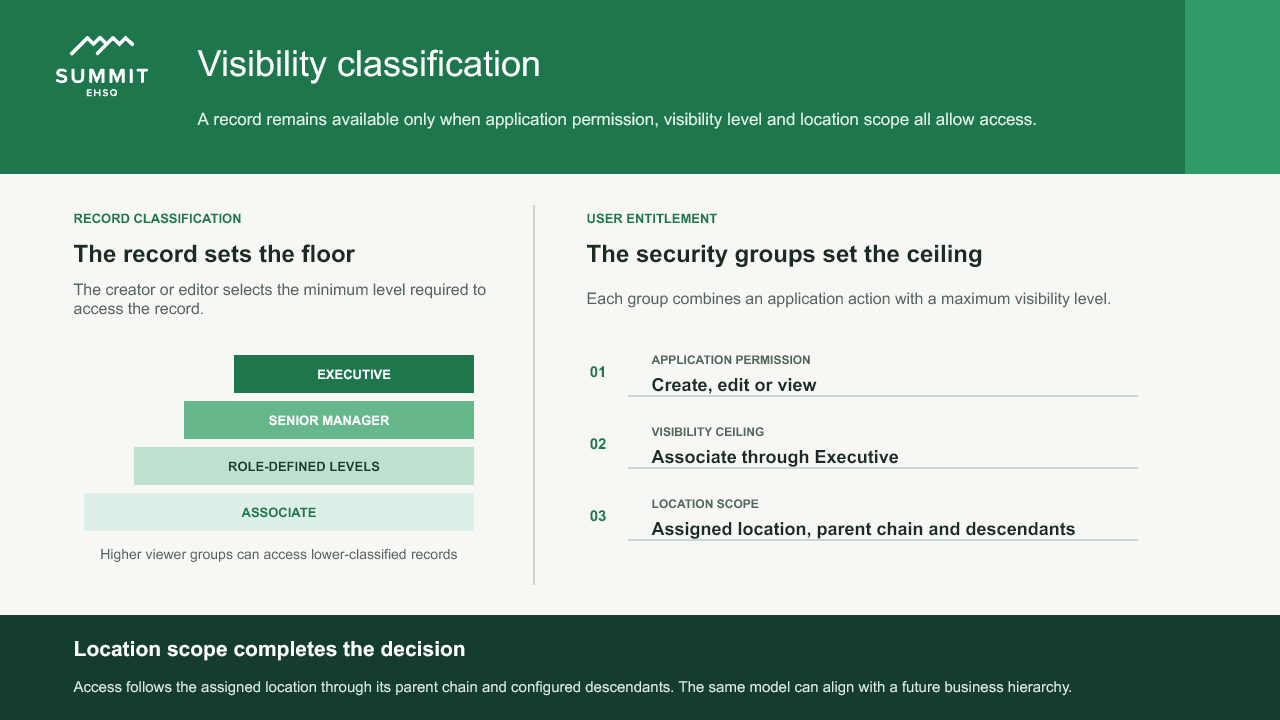 SUMMIT
EHSQ
Visibility classification
A record remains available only when application permission, visibility level and location scope all allow access.
RECORD CLASSIFICATION
The record sets the floor
The creator or editor selects the minimum level required to
access the record.
EXECUTIVE
SENIOR MANAGER
ROLE-DEFINED LEVELS
ASSOCIATE
Higher viewer groups can access lower-classified records
USER ENTITLEMENT
The security groups set the ceiling
Each group combines an application action with a maximum visibility level.
01
APPLICATION PERMISSION
Create, edit or view
02
VISIBILITY CEILING
Associate through Executive
03
LOCATION SCOPE
Assigned location, parent chain and descendants
Location scope completes the decision
Access follows the assigned location through its parent chain and configured descendants. The same model can align with a future business hierarchy.